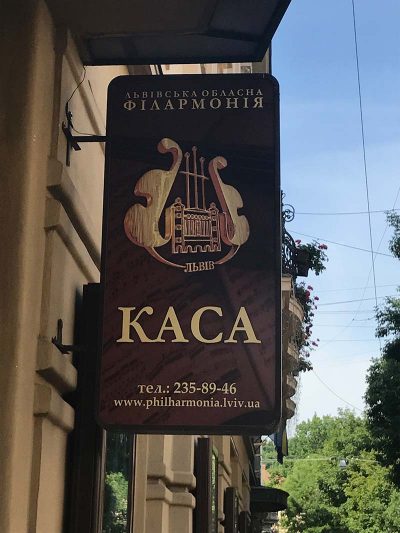 ЛЬВІВСЬКА ОБЛАСНА
ФІЛАРМОНІЯ
ЛЬВІВ
КАСА
тел.: 235-89-46
www.philharmonia.lviv.ua